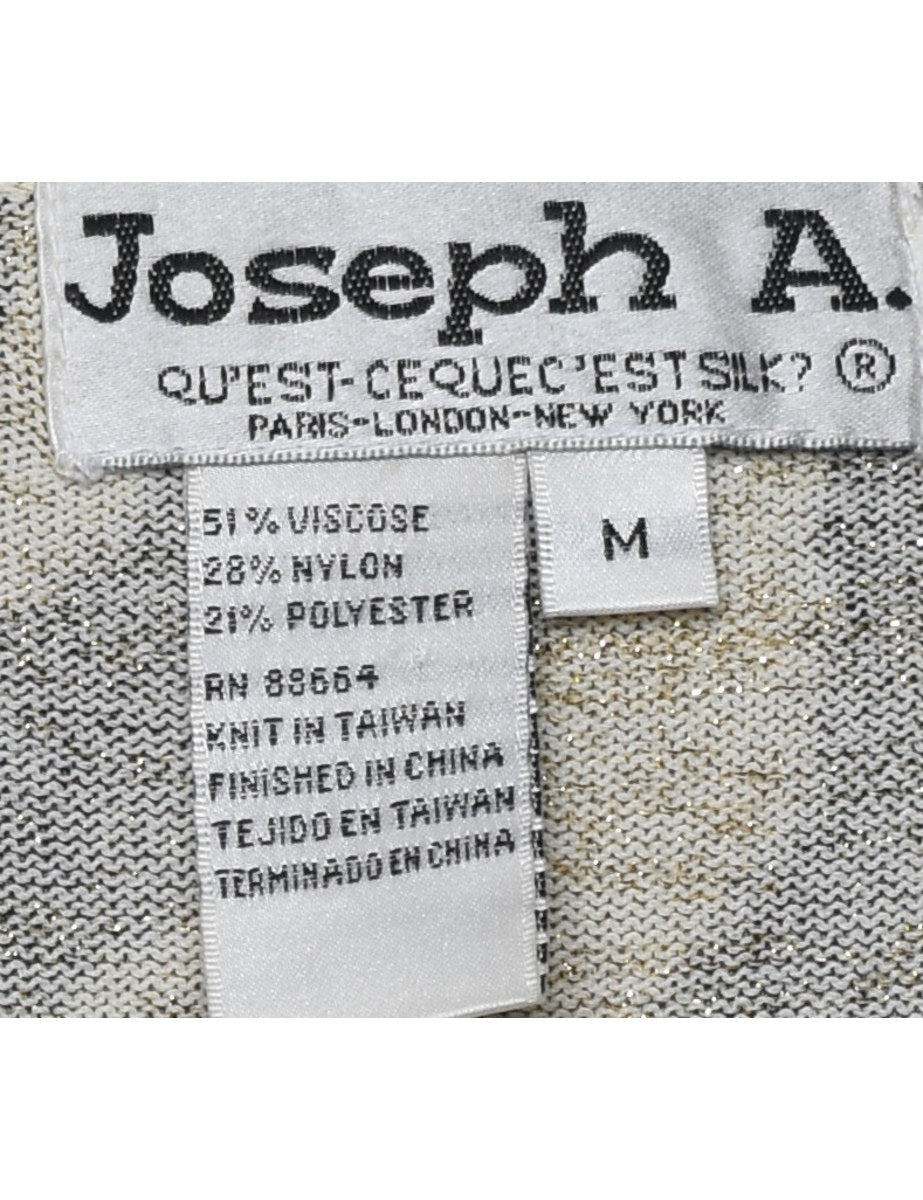 Joseph A.
QU'EST-CEQUEC'EST SILK? ®
PARIS-LONDON-NEW YORK
51% VISCOSE
28% NYLON
21% POLYESTER
M
RN 88664
KNIT IN TAIWAN
FINISHED IN CHINA
TEJIDO EN TAIWAN
TERMINADO EN CHINA